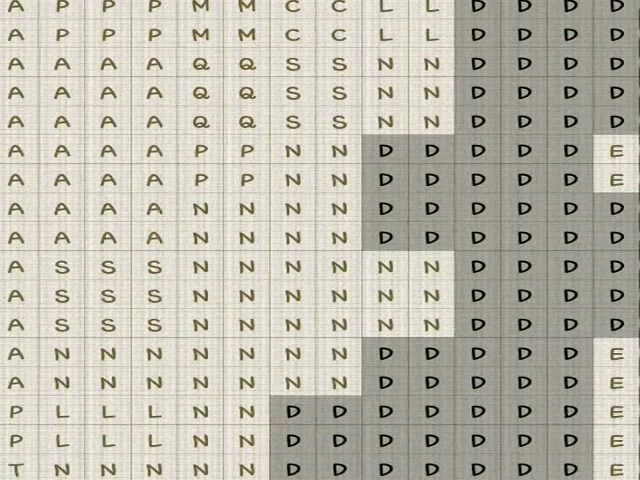 A P P P M M C C L L D D D D
A P P P M M C C L L D D D D
A A A A Q Q S S N N D D D D
A A A A Q Q S S N N D D D D
A A A A Q Q S S N N D D D D
A A A A P P N N D D D D D E
A A A A P P N N D D D D D E
A A A A N N N N D D D D D D
A A A A N N N N D D D D D D
A S S S N N N N N N D D D D
A S S S N N N N N N D D D D
A S S S N N N N N N D D D D
A N N N N N N N D D D D D E
A N N N N N N N D D D D D E
P L L L N N D D D D D D D E
P L L L N N D D D D D D D E
T N N N N N D D D D D D D E